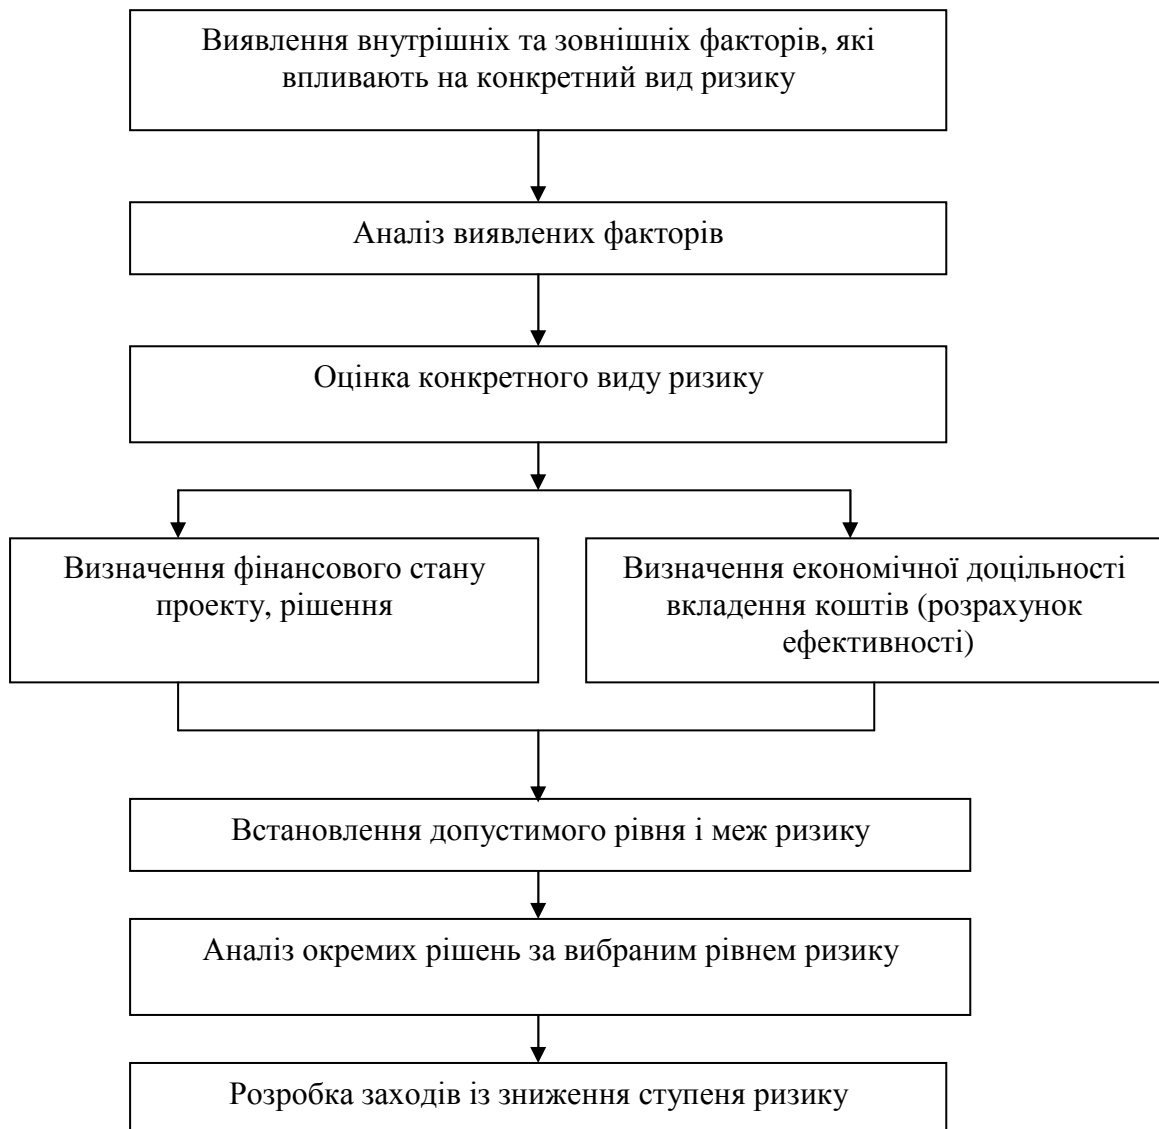 Виявлення внутрішніх та зовнішніх факторів, які
впливають на конкретний вид ризику
Аналіз виявлених факторів
Оцінка конкретного виду ризику
Визначення фінансового стану
проекту, рішення
Визначення економічної доцільності
вкладення коштів (розрахунок
ефективності)
Встановлення допустимого рівня і меж ризику
Аналіз окремих рішень за вибраним рівнем ризику
Розробка заходів із зниження ступеня ризику